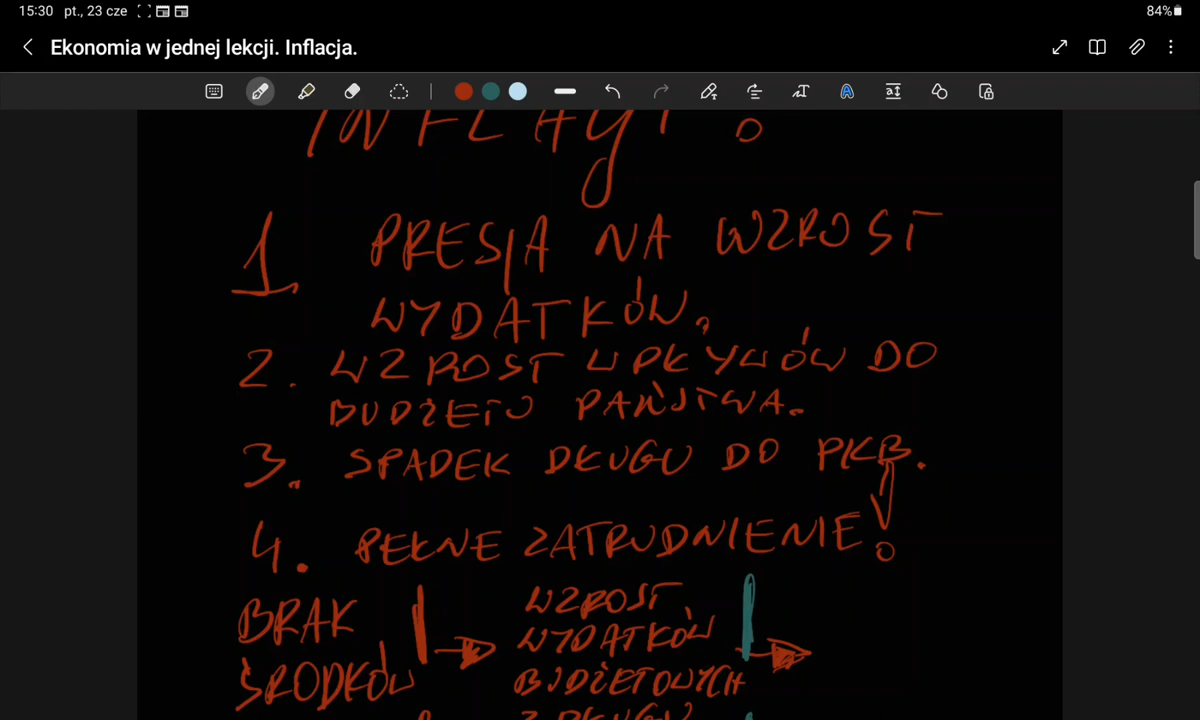 15:30 pt., 23 cze 84%
Ekonomia w jednej lekcji. Inflacja.
1. PRESJA NA WZROST
WYDATKÓW,
2. WZROST WPŁYWÓW DO
BUDŻETU PAŃSTWA.
3. SPADEK DŁUGU DO PKB.
4. PEŁNE ZATRUDNIENIE!
BRAK
ŚRODKÓW
WZROST
WYDATKÓW
BUDŻETOWYCH
Z DŁUGU